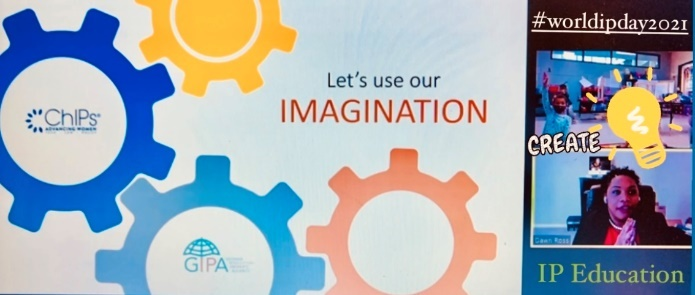 ChIPs
ADVANCING WOMEN
Let's use our
IMAGINATION
GIPA
#worldipday2021
CREATE
IP Education